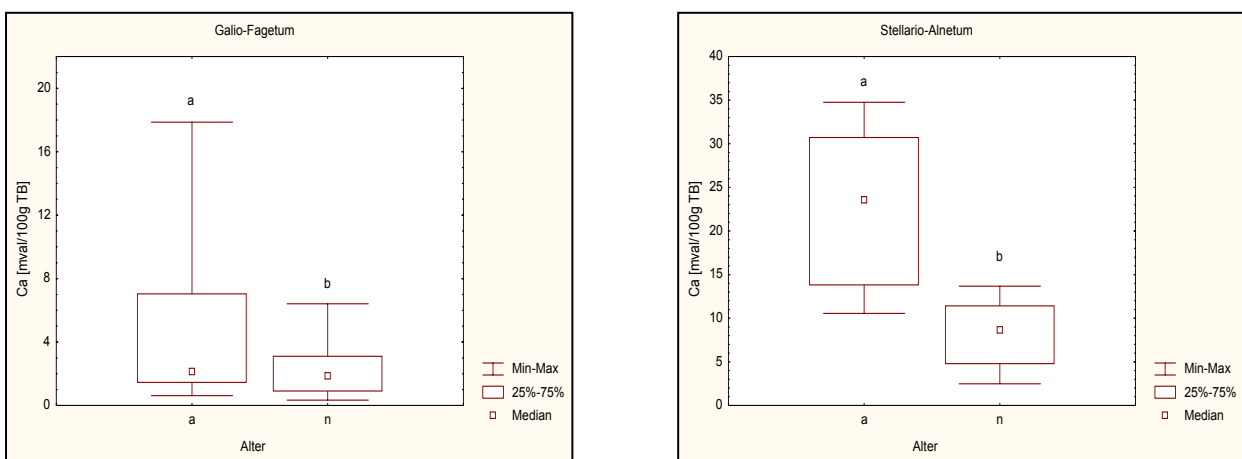 Galio-Fagetum
20
16
12
8
4
0
Ca [mval/100g TB]
a
b
a
n
Alter
Min-Max
25%-75%
Median
Stellario-Alnetum
40
35
30
25
20
15
10
5
0
Ca [mval/100g TB]
a
b
a
n
Alter
Min-Max
25%-75%
Median